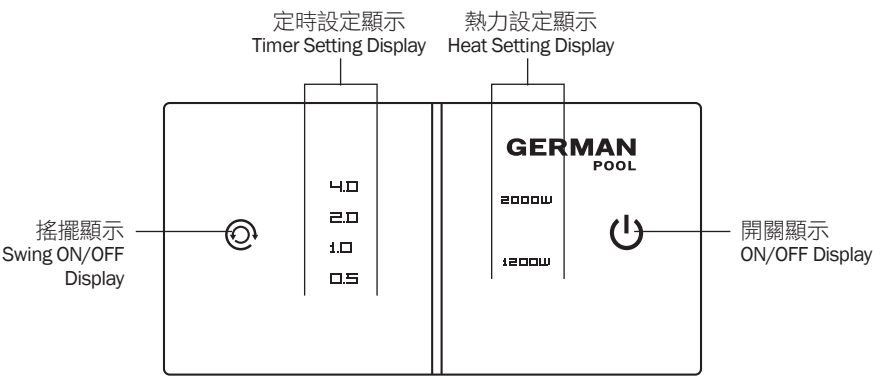 定時設定顯示
Timer Setting Display
熱力設定顯示
Heat Setting Display
GERMAN
POOL
4.0
2.0
1.0
0.5
2000W
1200W
搖擺顯示
Swing ON/OFF
Display
開關顯示
ON/OFF Display